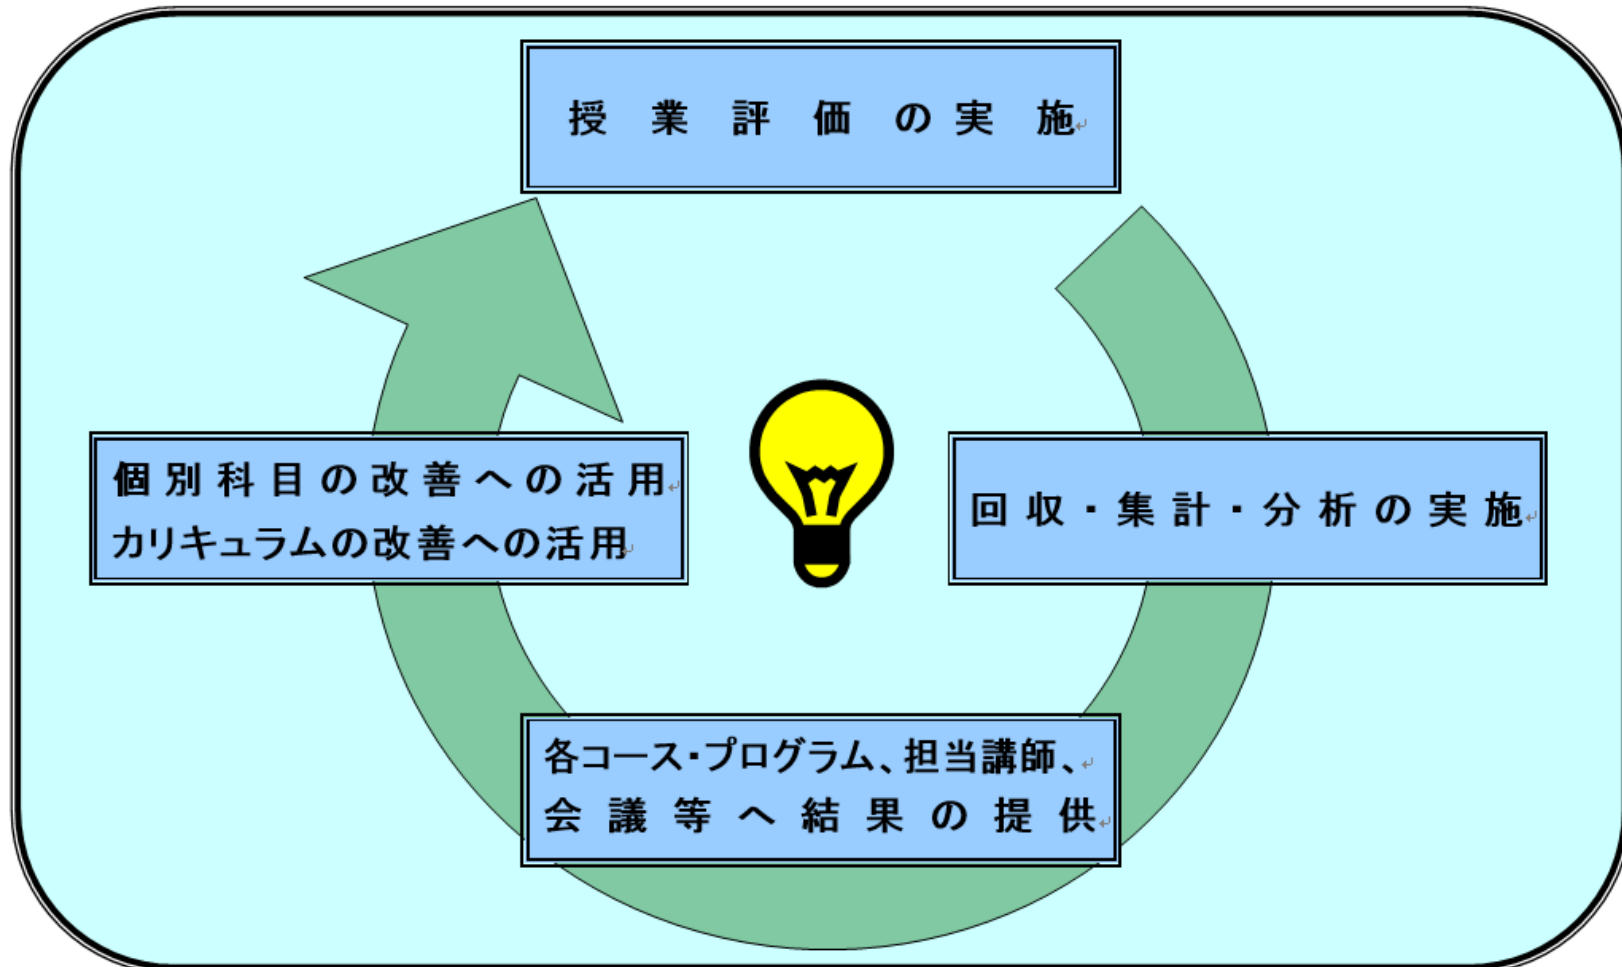 授業評価の実施
個別科目の改善への活用
カリキュラムの改善への活用
回収・集計・分析の実施
各コース・プログラム、担当講師、
会議等へ結果の提供